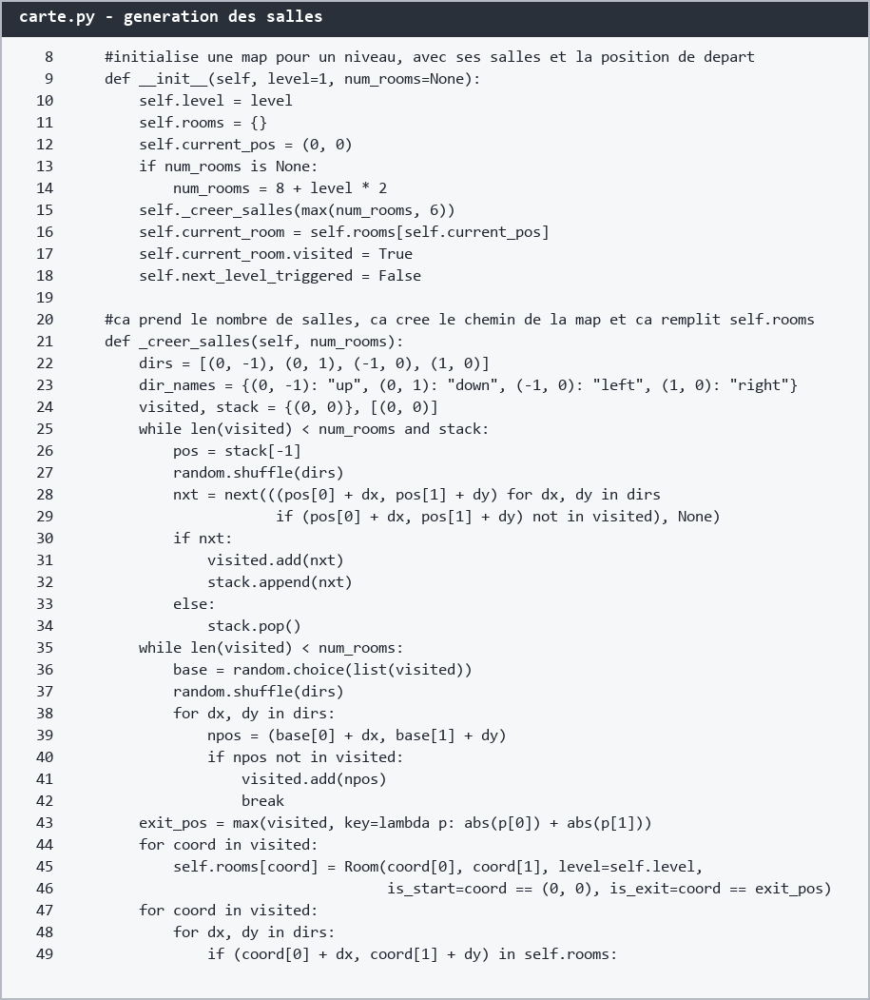 carte.py - generation des salles
8      #initialise une map pour un niveau, avec ses salles et la position de depart
9      def __init__(self, level=1, num_rooms=None):
10         self.level = level
11         self.rooms = {}
12         self.current_pos = (0, 0)
13         if num_rooms is None:
14             num_rooms = 8 + level * 2
15         self._creer_salles(max(num_rooms, 6))
16         self.current_room = self.rooms[self.current_pos]
17         self.current_room.visited = True
18         self.next_level_triggered = False
19
20     #ca prend le nombre de salles, ca cree le chemin de la map et ca remplit self.rooms
21     def _creer_salles(self, num_rooms):
22         dirs = [(0, -1), (0, 1), (-1, 0), (1, 0)]
23         dir_names = {(0, -1): "up", (0, 1): "down", (-1, 0): "left", (1, 0): "right"}
24         visited, stack = {(0, 0)}, [(0, 0)]
25         while len(visited) < num_rooms and stack:
26             pos = stack[-1]
27             random.shuffle(dirs)
28             nxt = next(((pos[0] + dx, pos[1] + dy) for dx, dy in dirs
29                         if (pos[0] + dx, pos[1] + dy) not in visited), None)
30             if nxt:
31                 visited.add(nxt)
32                 stack.append(nxt)
33             else:
34                 stack.pop()
35         while len(visited) < num_rooms:
36             base = random.choice(list(visited))
37             random.shuffle(dirs)
38             for dx, dy in dirs:
39                 npos = (base[0] + dx, base[1] + dy)
40                 if npos not in visited:
41                     visited.add(npos)
42                     break
43         exit_pos = max(visited, key=lambda p: abs(p[0]) + abs(p[1]))
44         for coord in visited:
45             self.rooms[coord] = Room(coord[0], coord[1], level=self.level,
46                                      is_start=coord == (0, 0), is_exit=coord == exit_pos)
47         for coord in visited:
48             for dx, dy in dirs:
49                 if (coord[0] + dx, coord[1] + dy) in self.rooms: